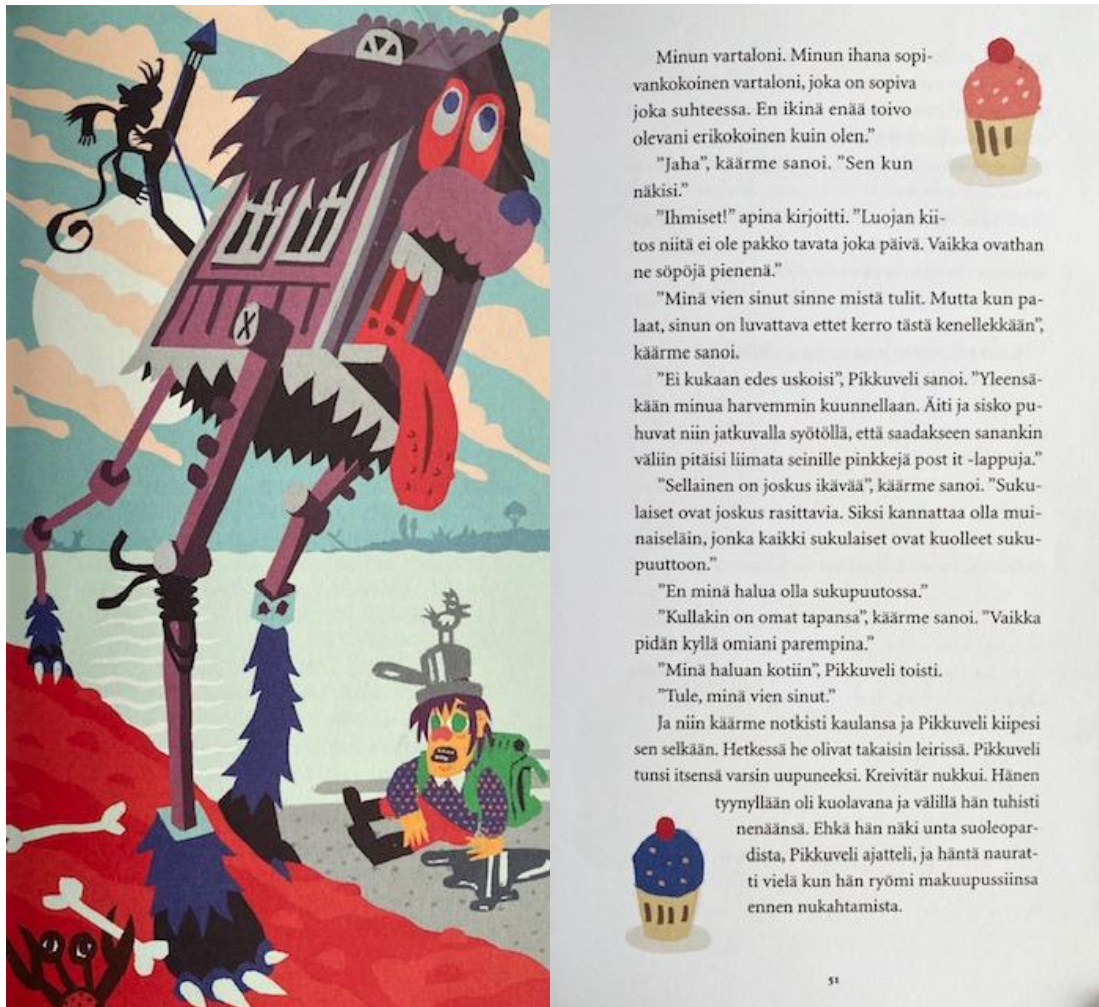 Minun vartaloni. Minun ihana sopi-
vankokoinen vartaloni, joka on sopiva
joka suhteessa. En ikinä enää toivo
olevani erikokoinen kuin olen.”
”Jaha”, käärme sanoi. ”Sen kun
näkisi.”
”Ihmiset!” apina kirjoitti. ”Luojan kii-
tos niitä ei ole pakko tavata joka päivä. Vaikka ovathan
ne söpöjä pienenä.”
”Minä vien sinut sinne mistä tulit. Mutta kun pa-
laat, sinun on luvattava ettet kerro tästä kenellekkään”,
käärme sanoi.
”Ei kukaan edes uskoisi”, Pikkuveli sanoi. ”Yleensä-
kään minua harvemmin kuunnellaan. Äiti ja sisko pu-
huvat niin jatkuvalla syötöllä, että saadakseen sanankin
väliin pitäisi liimata seinille pinkkejä post it -lappuja.”
”Sellainen on joskus ikävää”, käärme sanoi. ”Suku-
laiset ovat joskus rasittavia. Siksi kannattaa olla mui-
naiseläin, jonka kaikki sukulaiset ovat kuolleet suku-
puuttoon.”
”En minä halua olla sukupuutossa.”
”Kullakin on omat tapansa”, käärme sanoi. ”Vaikka
pidän kyllä omiani parempina.”
”Minä haluan kotiin”, Pikkuveli toisti.
”Tule, minä vien sinut.”
Ja niin käärme notkisti kaulansa ja Pikkuveli kiipesi
sen selkään. Hetkessä he olivat takaisin leirissä. Pikkuveli
tunsi itsensä varsin uupuneeksi. Kreivitär nukkui. Hänen
tyynyllään oli kuolavana ja välillä hän tuhisti
nenäänsä. Ehkä hän näki unta suoleopar-
dista, Pikkuveli ajatteli, ja häntä naurat-
ti vielä kun hän ryömi makuupussiinsa
ennen nukahtamista.
51